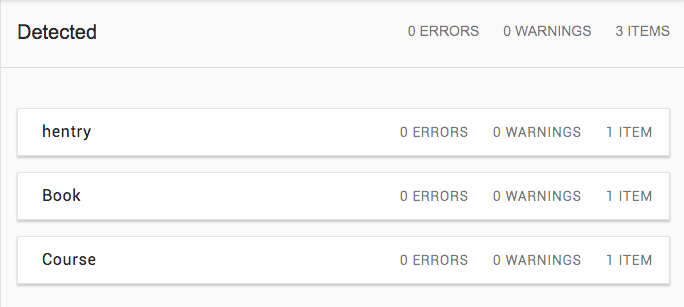 Detected 0 ERRORS 0 WARNINGS 3 ITEMS
hentry 0 ERRORS 0 WARNINGS 1 ITEM
Book 0 ERRORS 0 WARNINGS 1 ITEM
Course 0 ERRORS 0 WARNINGS 1 ITEM